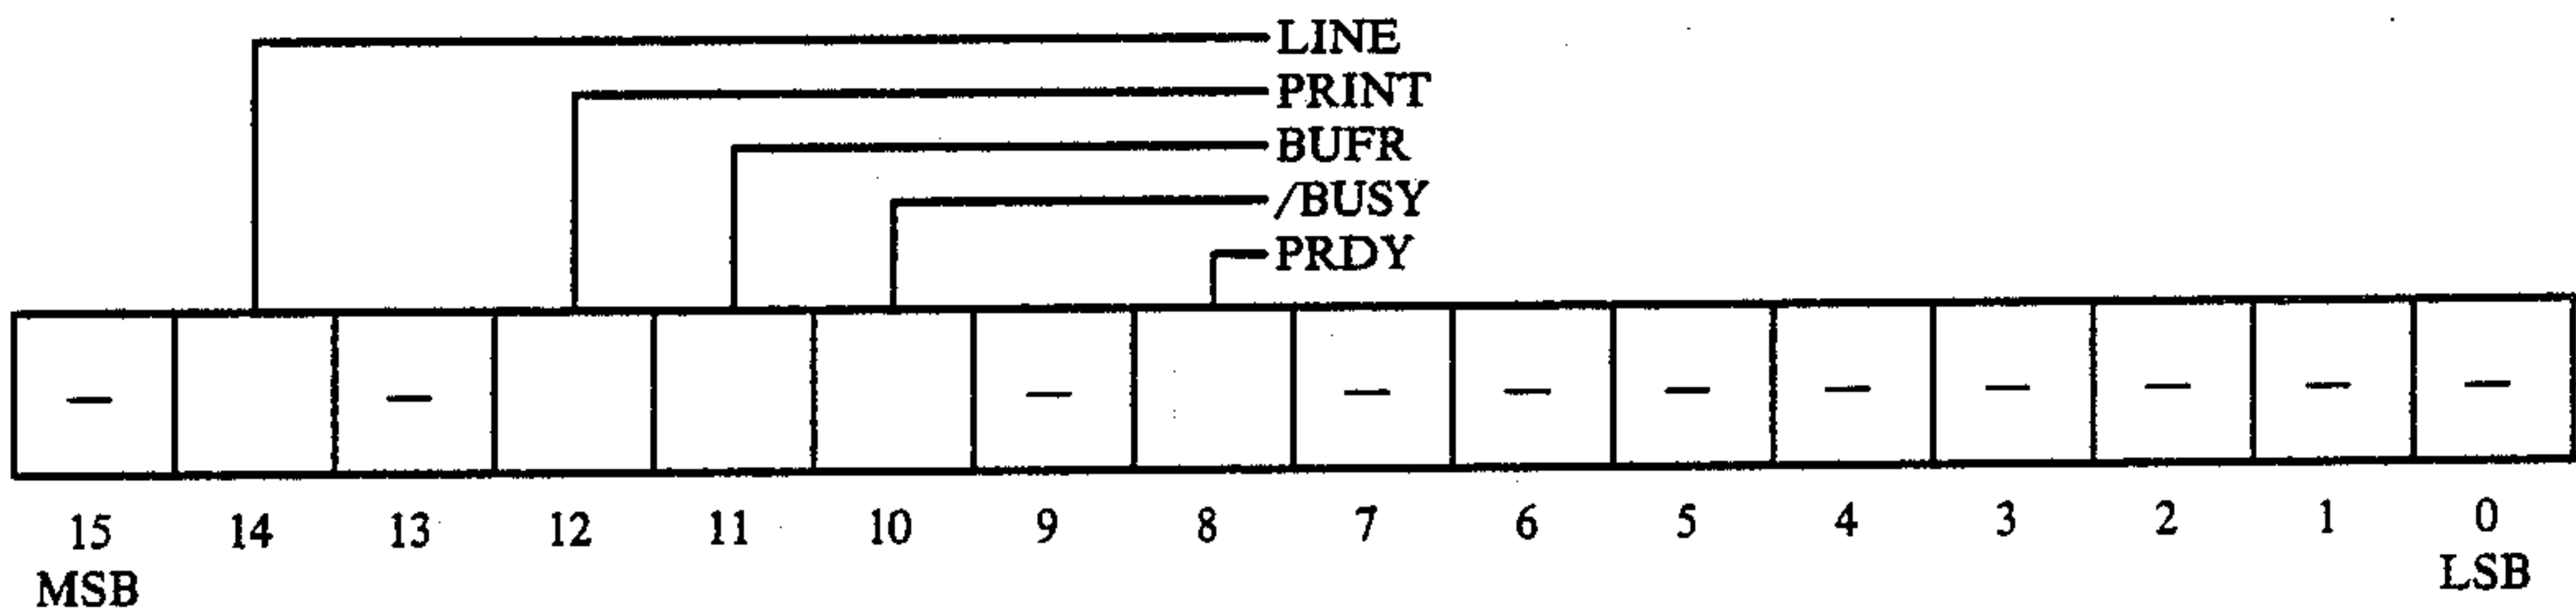 LINE
PRINT
BUFR
/BUSY
PRDY
— — — — — — — — — — —
15 14 13 12 11 10 9 8 7 6 5 4 3 2 1 0
MSB LSB